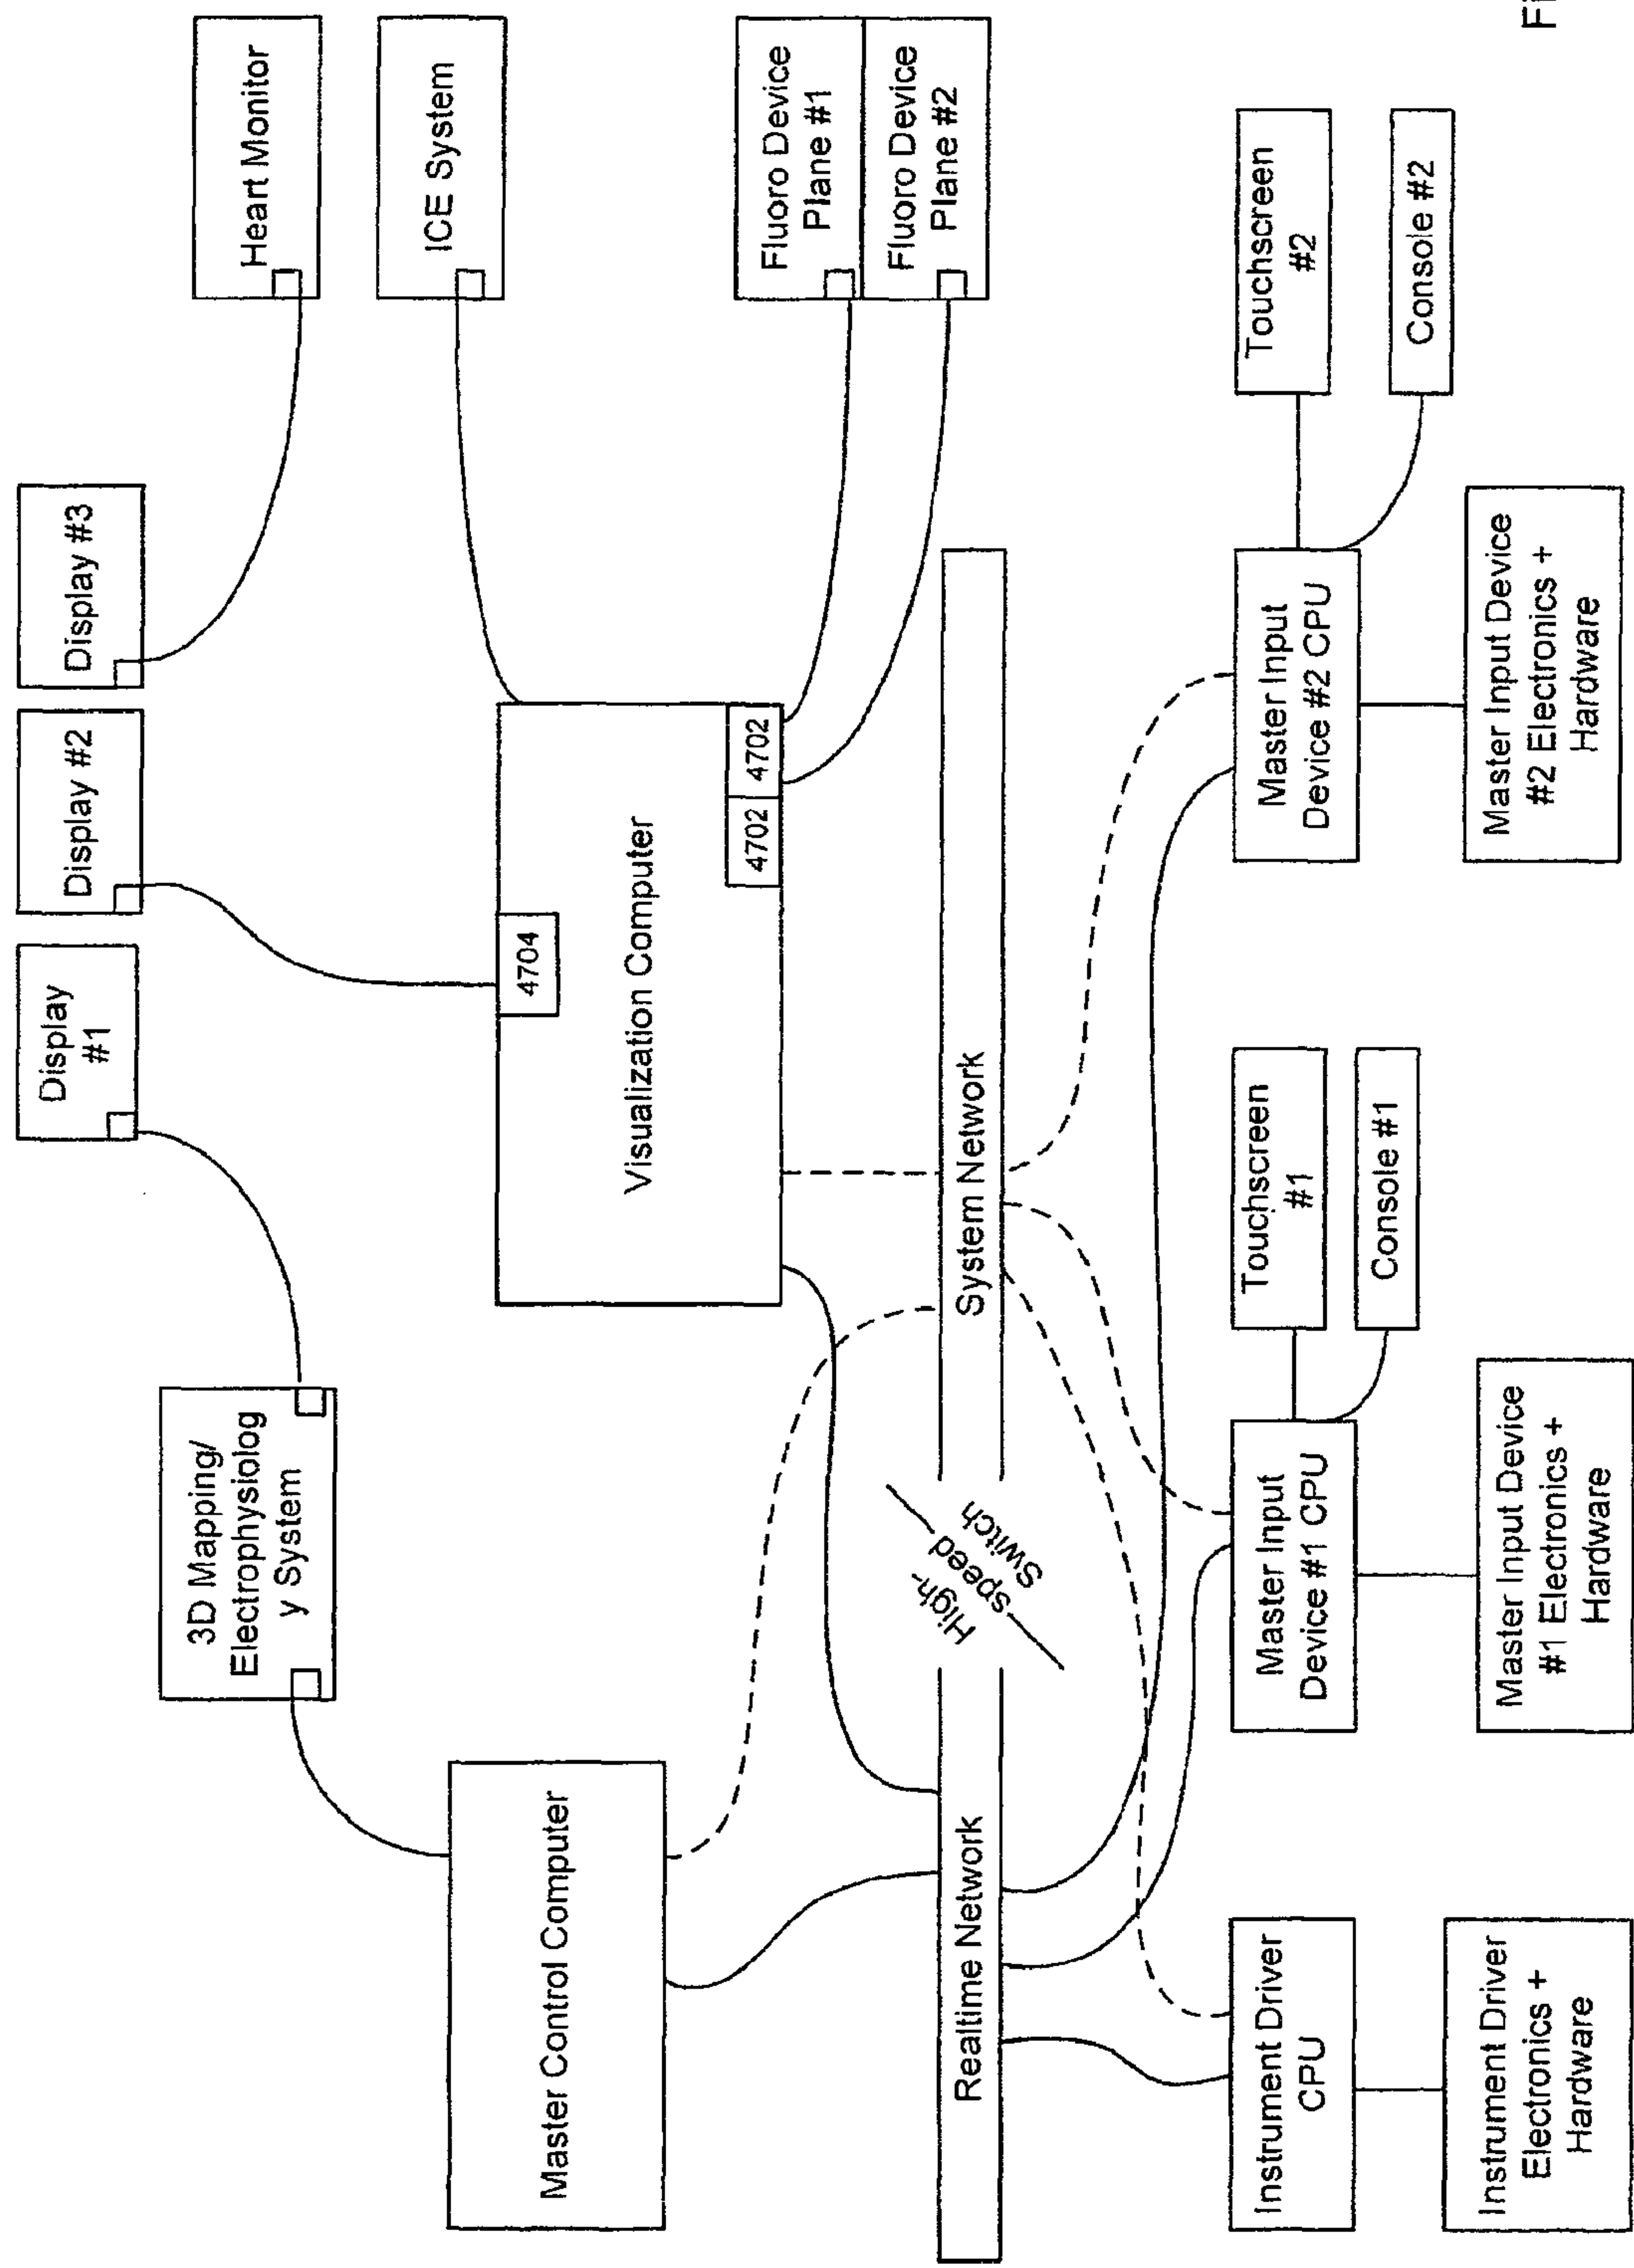 Display
#1
Display #2
Display #3
3D Mapping/
Electrophysiolog
y System
Heart Monitor
ICE System
Master Control Computer
4704
Visualization Computer
4702
4702
Fluoro Device
Plane #1
Fluoro Device
Plane #2
Realtime Network
High-
speed
Switch
System Network
Instrument Driver
CPU
Instrument Driver
Electronics +
Hardware
Master Input
Device #1 CPU
Touchscreen
#1
Console #1
Master Input Device
#1 Electronics +
Hardware
Master Input
Device #2 CPU
Touchscreen
#2
Console #2
Master Input Device
#2 Electronics +
Hardware